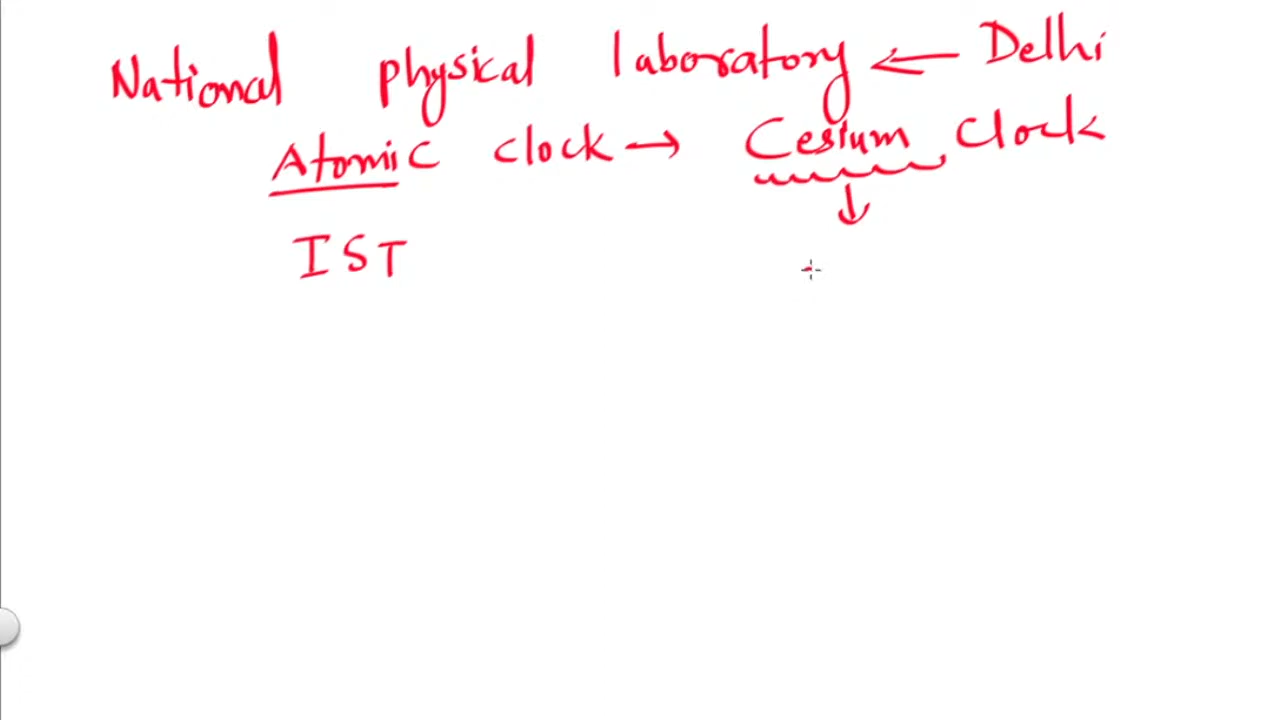 National physical laboratory ← Delhi
Atomic clock → Cesium Clock
↓
IST